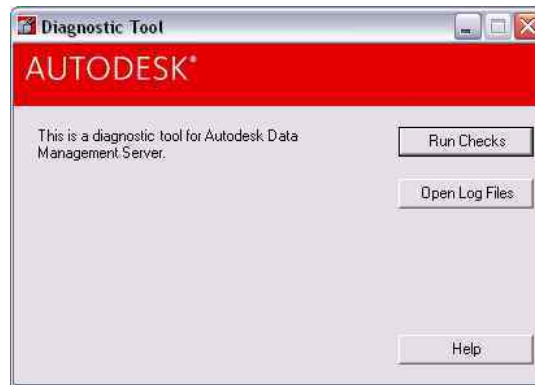 Diagnostic Tool
AUTODESK®
This is a diagnostic tool for Autodesk Data
Management Server.
Run Checks
Open Log Files
Help